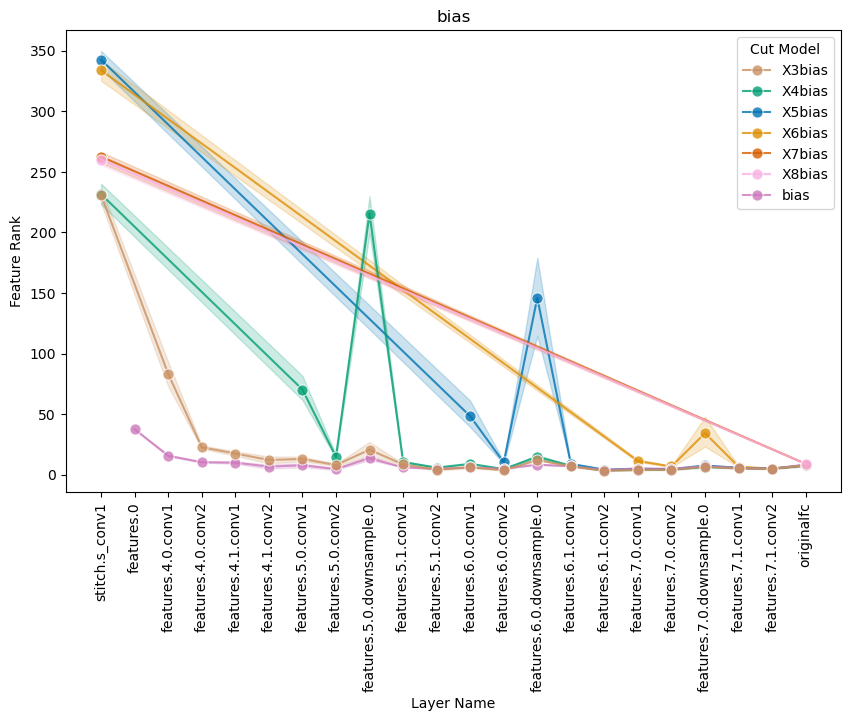 bias
350
300
250
200
150
100
50
0
Feature Rank
Cut Model
X3bias
X4bias
X5bias
X6bias
X7bias
X8bias
bias
stitch.s_conv1
features.0
features.4.0.conv1
features.4.0.conv2
features.4.1.conv1
features.4.1.conv2
features.5.0.conv1
features.5.0.conv2
features.5.0.downsample.0
features.5.1.conv1
features.5.1.conv2
features.6.0.conv1
features.6.0.conv2
features.6.0.downsample.0
features.6.1.conv1
features.6.1.conv2
features.7.0.conv1
features.7.0.conv2
features.7.0.downsample.0
features.7.1.conv1
features.7.1.conv2
originalfc
Layer Name